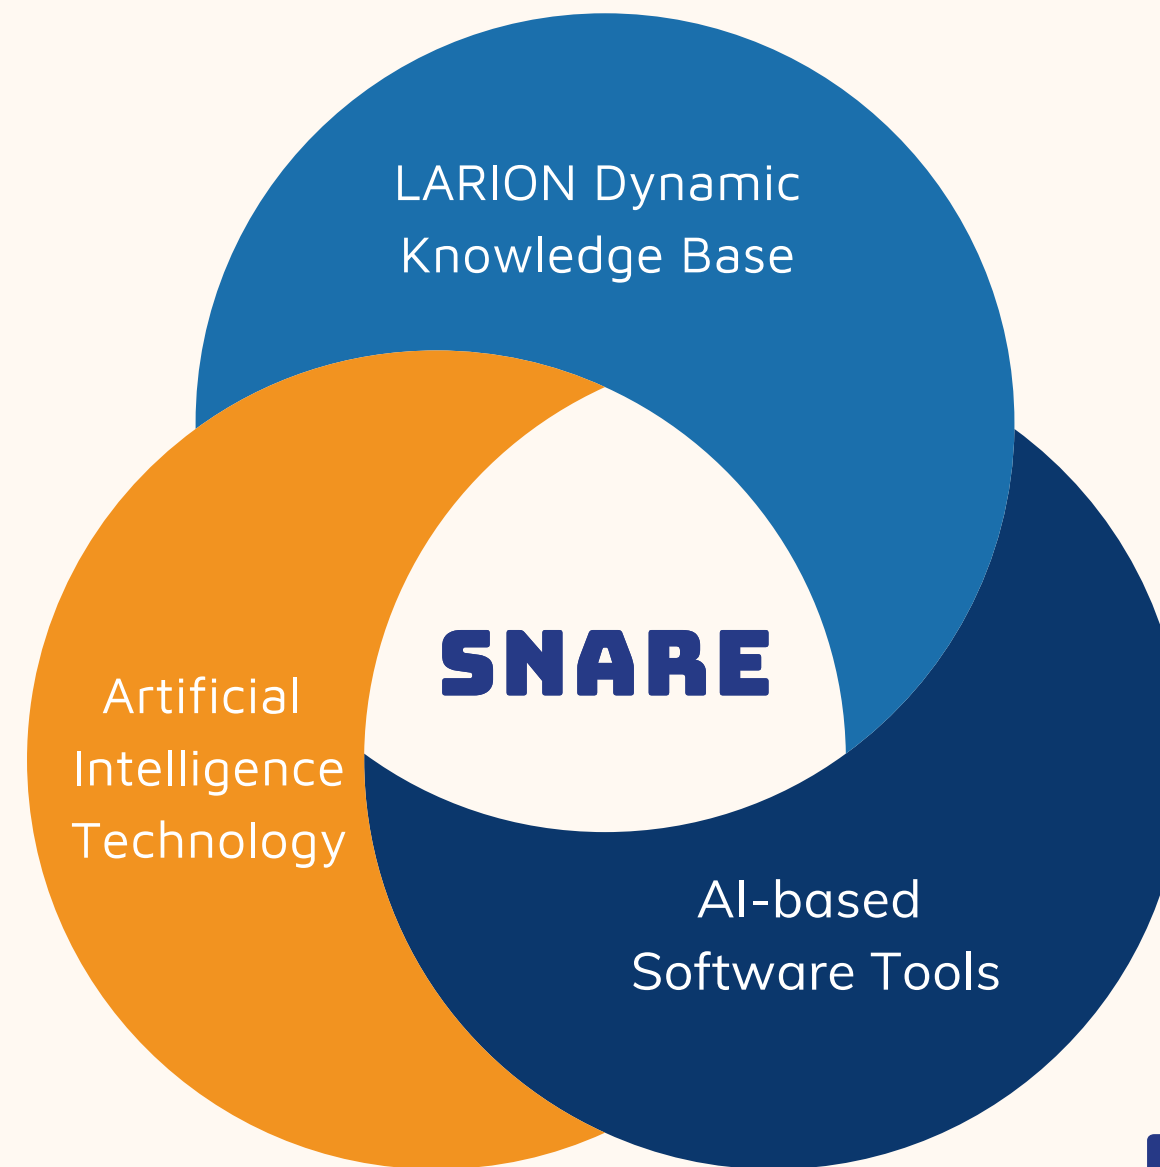 LARION Dynamic
Knowledge Base
SNARE
Artificial
Intelligence
Technology
AI-based
Software Tools